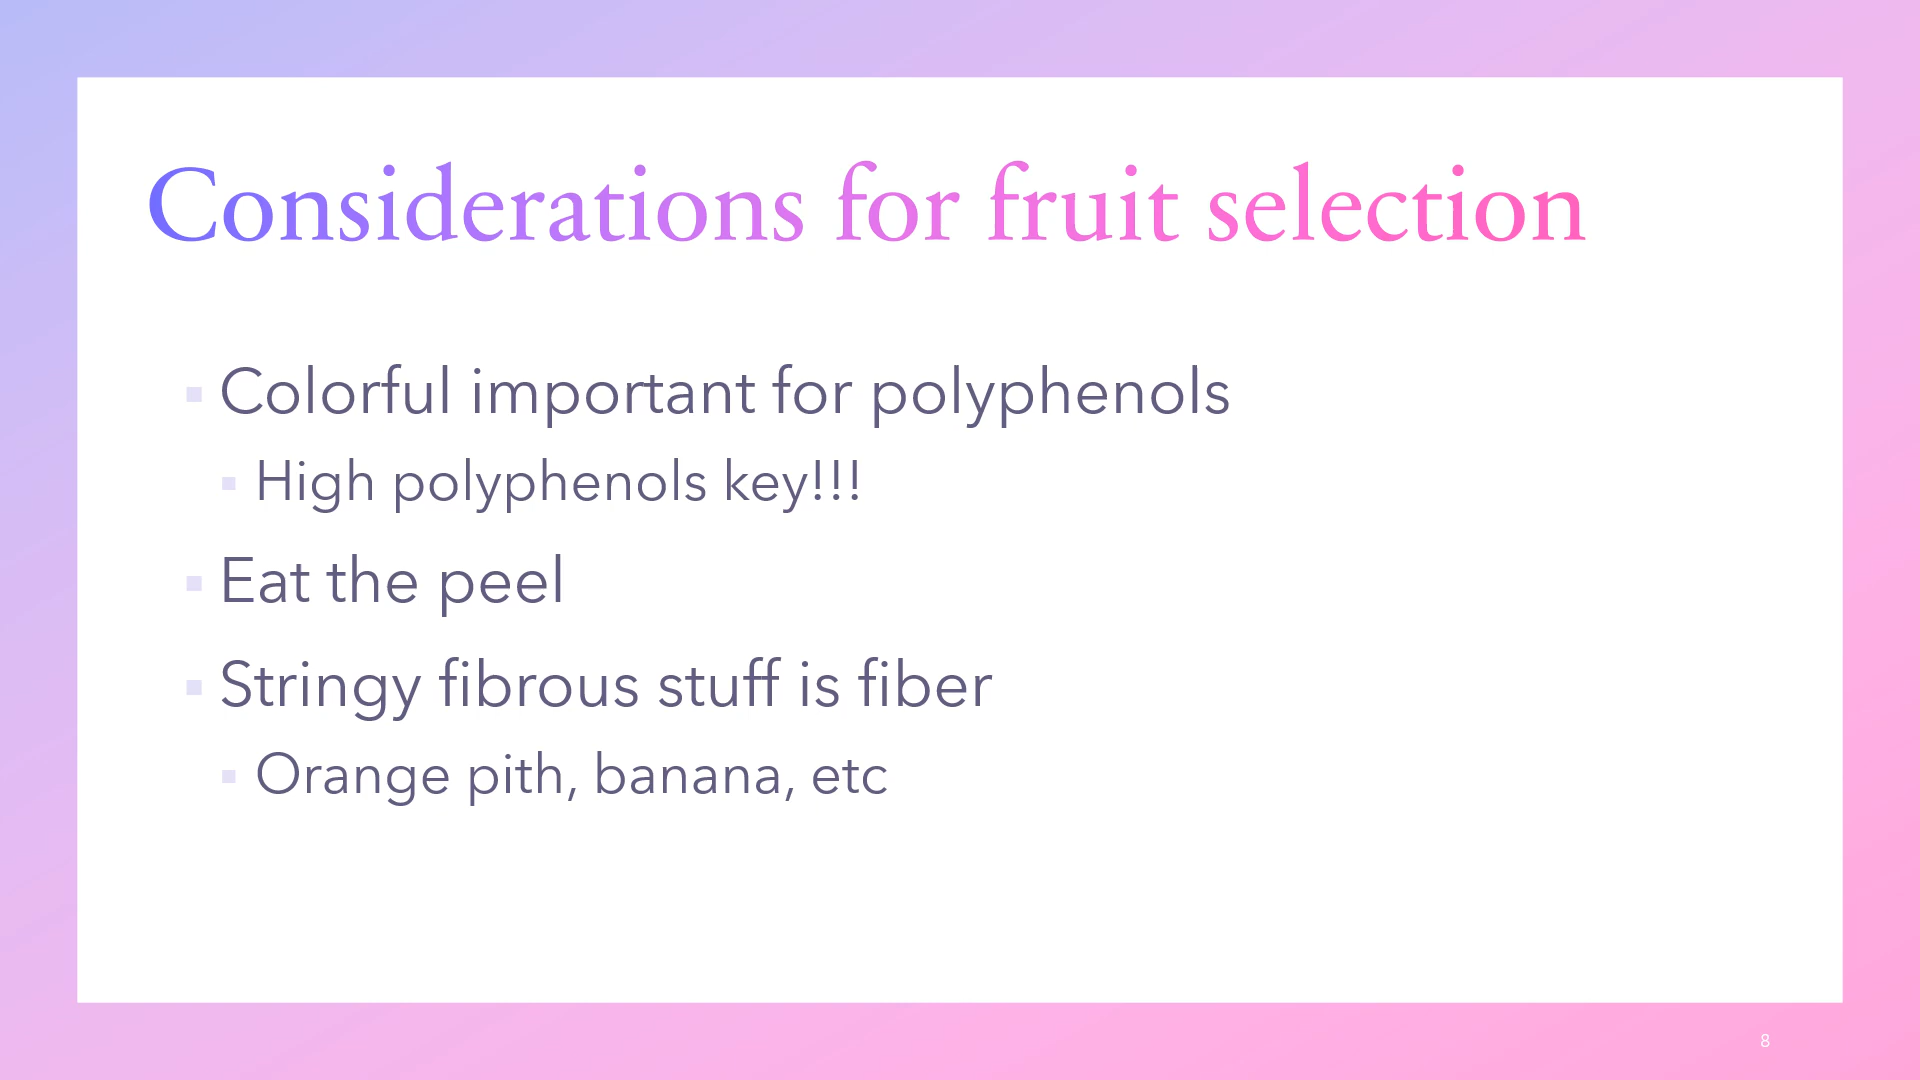 Considerations for fruit selection
Colorful important for polyphenols
High polyphenols key!!!
Eat the peel
Stringy fibrous stuff is fiber
Orange pith, banana, etc
8